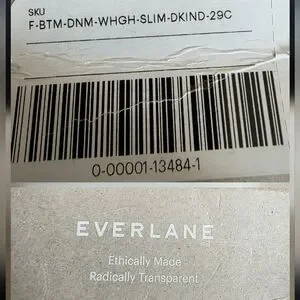 SKU
F-BTM-DNM-WHGH-SLIM-DKIND-29C
0-00001-13484-1
EVERLANE
Ethically Made
Radically Transparent